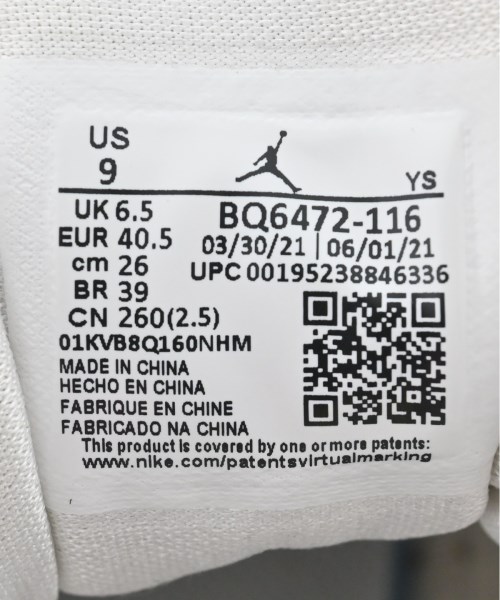 US
9
YS
UK 6.5
EUR 40.5
cm 26
BR 39
CN 260(2.5)
BQ6472-116
03/30/21 | 06/01/21
UPC 00195238846336
01KVB8Q160NHM
MADE IN CHINA
HECHO EN CHINA
FABRIQUE EN CHINE
FABRICADO NA CHINA
This product is covered by one or more patents:
www.nike.com/patentsvirtualmarking